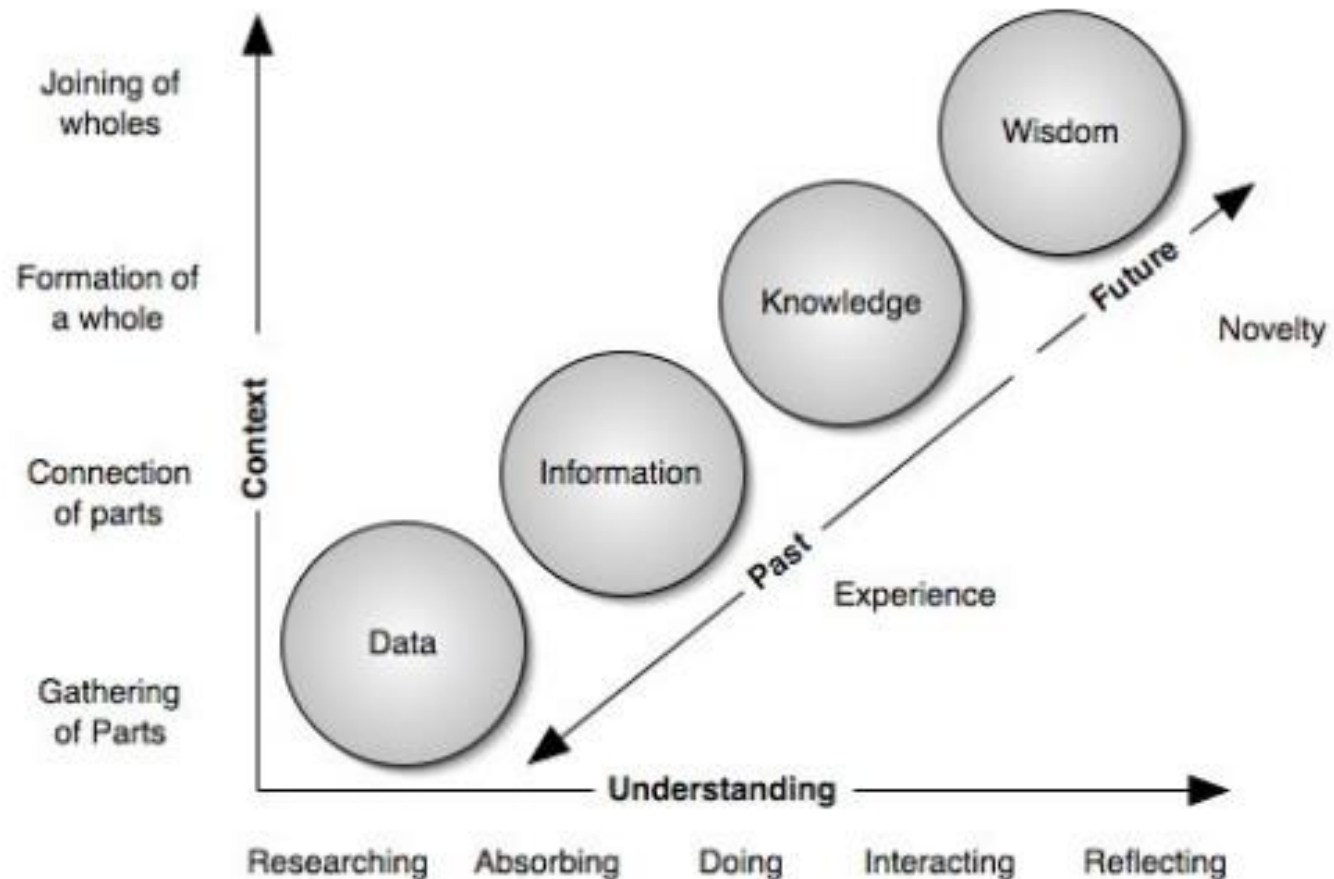 Joining of
wholes
Wisdom
Future
Formation of
a whole
Knowledge
Novelty
Context
Connection
of parts
Information
Past
Experience
Data
Gathering
of Parts
Understanding
Researching Absorbing Doing Interacting Reflecting